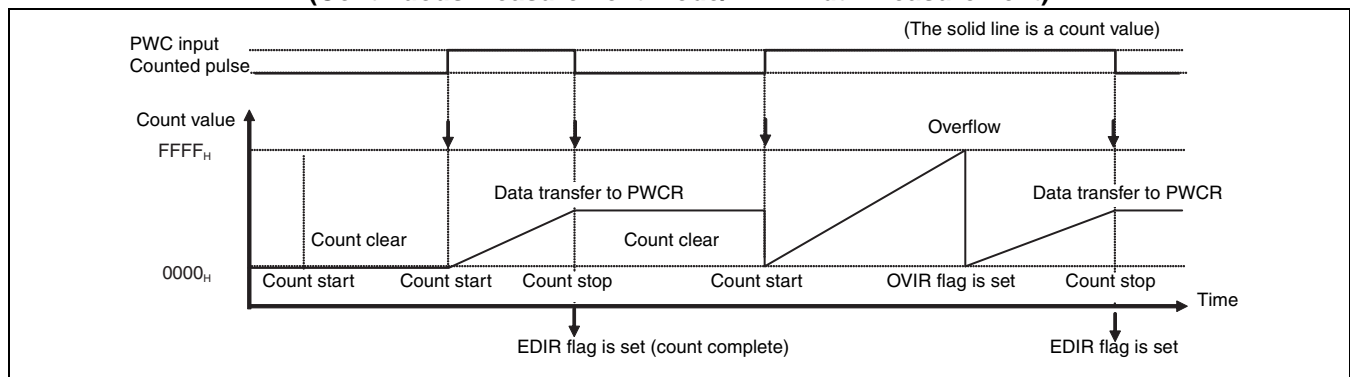 (The solid line is a count value)
PWC input
Counted pulse
Count value
Overflow
FFFFH
Data transfer to PWCR
Data transfer to PWCR
Count clear
Count clear
0000H
Count start
Count start
Count stop
Count start
OVIR flag is set
Count stop
Time
EDIR flag is set (count complete)
EDIR flag is set